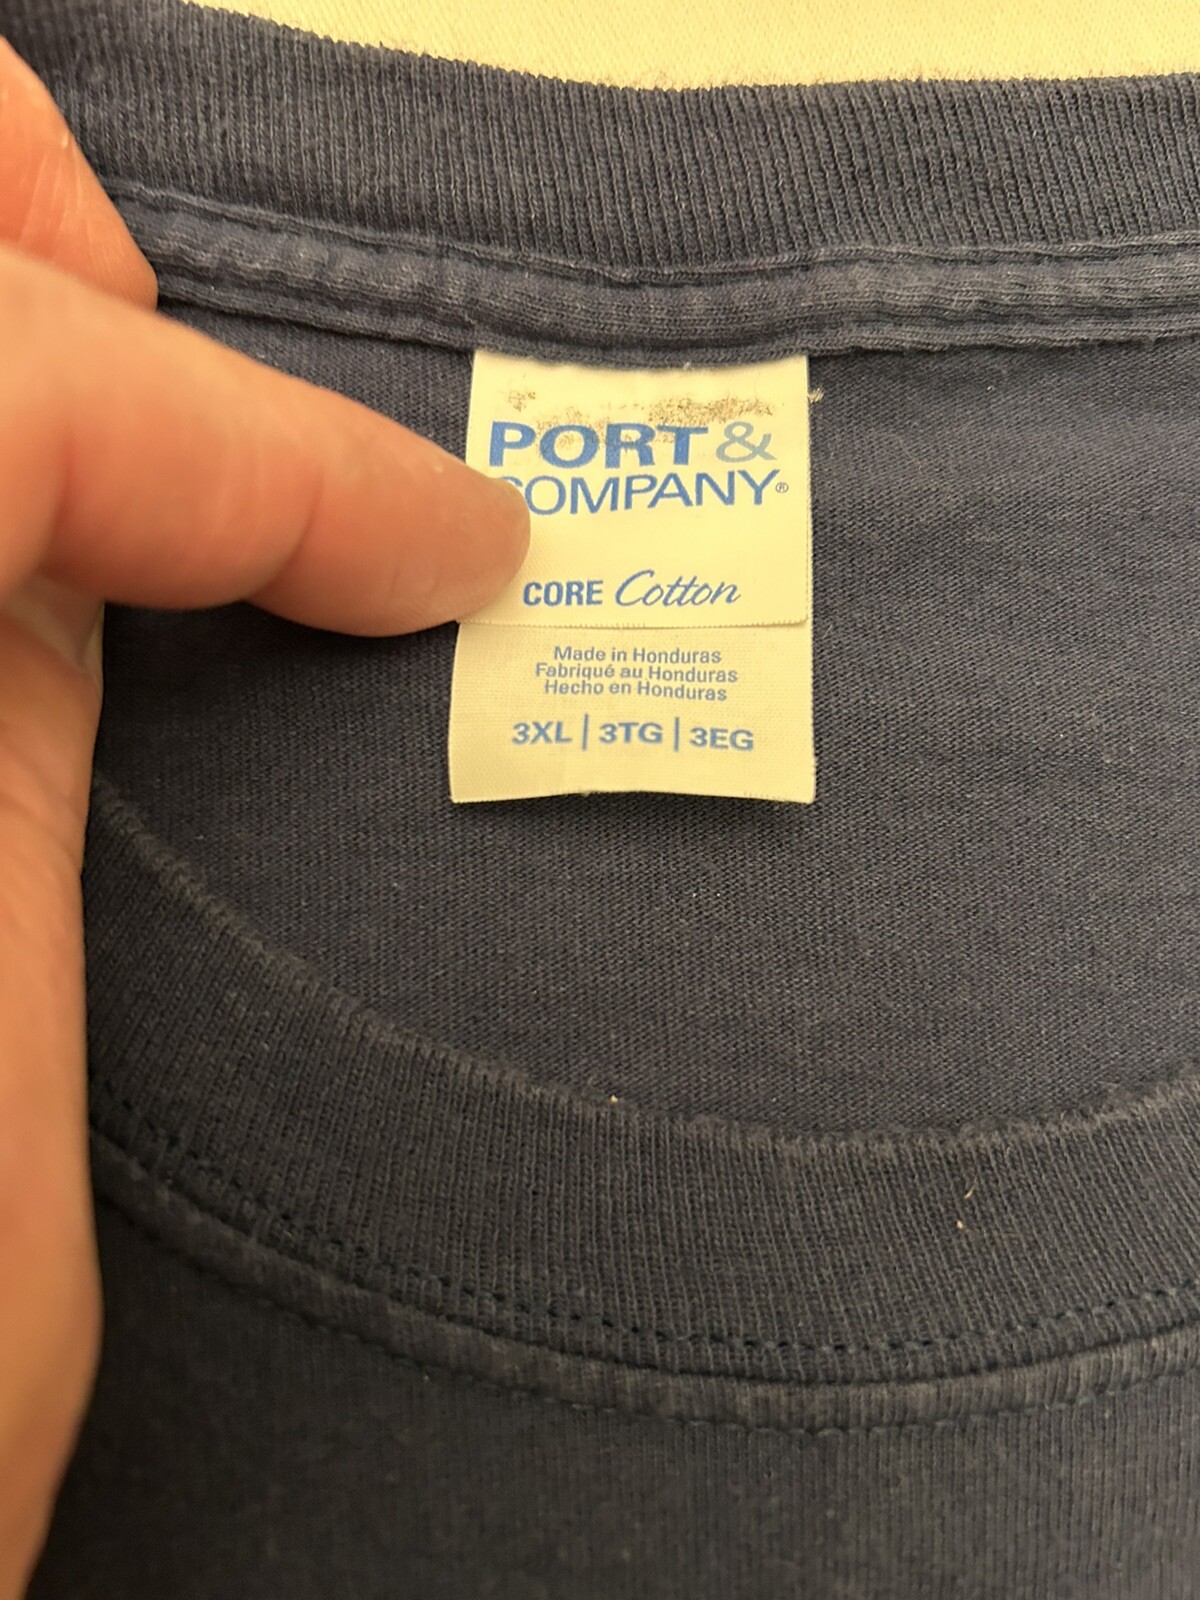 PORT &
COMPANY®
CORE Cotton
Made in Honduras
Fabriqué au Honduras
Hecho en Honduras
3XL | 3TG | 3EG